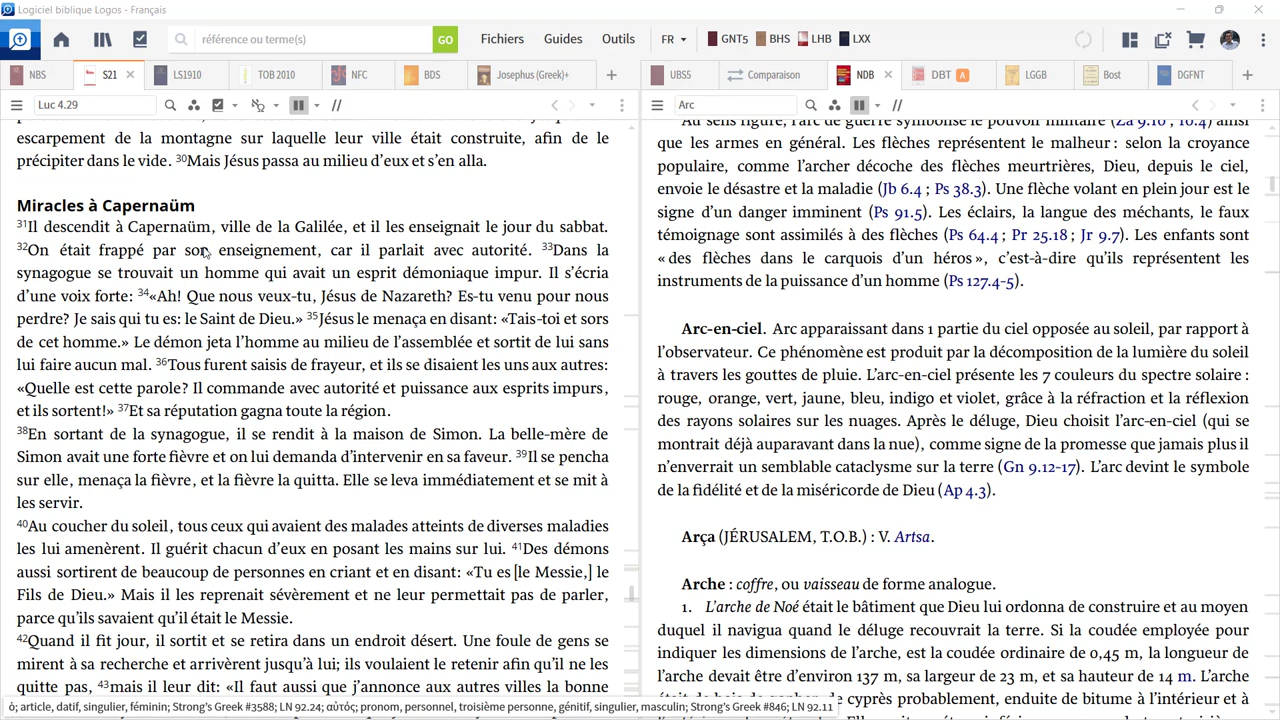 Logiciel biblique Logos - Français
référence ou terme(s) GO Fichiers Guides Outils FR GNT5 BHS LHB LXX
NBS S21 LS1910 TOB 2010 NFC BDS Josephus (Greek)+ UBS5 Comparaison NDB DBT A LGGB Bost DGFNT
Luc 4.29
escarpement de la montagne sur laquelle leur ville était construite, afin de le
précipiter dans le vide. 30Mais Jésus passa au milieu d’eux et s’en alla.
Miracles à Capernaüm
31Il descendit à Capernaüm, ville de la Galilée, et il les enseignait le jour du sabbat.
32On était frappé par son enseignement, car il parlait avec autorité. 33Dans la
synagogue se trouvait un homme qui avait un esprit démoniaque impur. Il s’écria
d’une voix forte: 34«Ah! Que nous veux-tu, Jésus de Nazareth? Es-tu venu pour nous
perdre? Je sais qui tu es: le Saint de Dieu.» 35Jésus le menaça en disant: «Tais-toi et sors
de cet homme.» Le démon jeta l’homme au milieu de l’assemblée et sortit de lui sans
lui faire aucun mal. 36Tous furent saisis de frayeur, et ils se disaient les uns aux autres:
«Quelle est cette parole? Il commande avec autorité et puissance aux esprits impurs,
et ils sortent!» 37Et sa réputation gagna toute la région.
38En sortant de la synagogue, il se rendit à la maison de Simon. La belle-mère de
Simon avait une forte fièvre et on lui demanda d’intervenir en sa faveur. 39Il se pencha
sur elle, menaça la fièvre, et la fièvre la quitta. Elle se leva immédiatement et se mit à
les servir.
40Au coucher du soleil, tous ceux qui avaient des malades atteints de diverses maladies
les lui amenèrent. Il guérit chacun d’eux en posant les mains sur lui. 41Des démons
aussi sortirent de beaucoup de personnes en criant et en disant: «Tu es [le Messie,] le
Fils de Dieu.» Mais il les reprenait sévèrement et ne leur permettait pas de parler,
parce qu’ils savaient qu’il était le Messie.
42Quand il fit jour, il sortit et se retira dans un endroit désert. Une foule de gens se
mirent à sa recherche et arrivèrent jusqu’à lui; ils voulaient le retenir afin qu’il ne les
quitte pas, 43mais il leur dit: «Il faut aussi que j’annonce aux autres villes la bonne
Arc
Au sens figuré, l’arc de guerre symbolise le pouvoir militaire (Za 9.10 ; 10.4) ainsi
que les armes en général. Les flèches représentent le malheur : selon la croyance
populaire, comme l’archer décoche des flèches meurtrières, Dieu, depuis le ciel,
envoie le désastre et la maladie (Jb 6.4 ; Ps 38.3). Une flèche volant en plein jour est le
signe d’un danger imminent (Ps 91.5). Les éclairs, la langue des méchants, le faux
témoignage sont assimilés à des flèches (Ps 64.4 ; Pr 25.18 ; Jr 9.7). Les enfants sont
« des flèches dans le carquois d’un héros », c’est-à-dire qu’ils représentent les
instruments de la puissance d’un homme (Ps 127.4-5).
Arc-en-ciel. Arc apparaissant dans 1 partie du ciel opposée au soleil, par rapport à
l’observateur. Ce phénomène est produit par la décomposition de la lumière du soleil
à travers les gouttes de pluie. L’arc-en-ciel présente les 7 couleurs du spectre solaire :
rouge, orange, vert, jaune, bleu, indigo et violet, grâce à la réfraction et la réflexion
des rayons solaires sur les nuages. Après le déluge, Dieu choisit l’arc-en-ciel (qui se
montrait déjà auparavant dans la nue), comme signe de la promesse que jamais plus il
n’enverrait un semblable cataclysme sur la terre (Gn 9.12-17). L’arc devint le symbole
de la fidélité et de la miséricorde de Dieu (Ap 4.3).
Arça (JÉRUSALEM, T.O.B.) : V. Artsa.
Arche : coffre, ou vaisseau de forme analogue.
1. L’arche de Noé était le bâtiment que Dieu lui ordonna de construire et au moyen
duquel il navigua quand le déluge recouvrait la terre. Si la coudée employée pour
indiquer les dimensions de l’arche, est la coudée ordinaire de 0,45 m, la longueur de
l’arche devait être d’environ 137 m, sa largeur de 23 m, et sa hauteur de 14 m. L’arche
de cyprès probablement, enduite de bitume à l’intérieur et à
ὁ; article, datif, singulier, féminin; Strong’s Greek #3588; LN 92.24; αὐτός; pronom, personnel, troisième personne, génitif, singulier, masculin; Strong’s Greek #846; LN 92.11